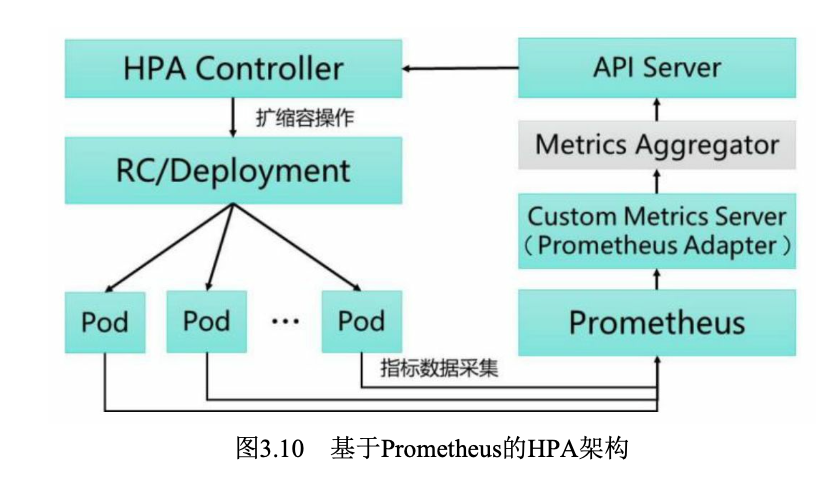 HPA Controller
API Server
扩缩容操作
Metrics Aggregator
RC/Deployment
Custom Metrics Server
（Prometheus Adapter）
Pod
Pod
...
Pod
Prometheus
指标数据采集
图3.10 基于Prometheus的HPA架构